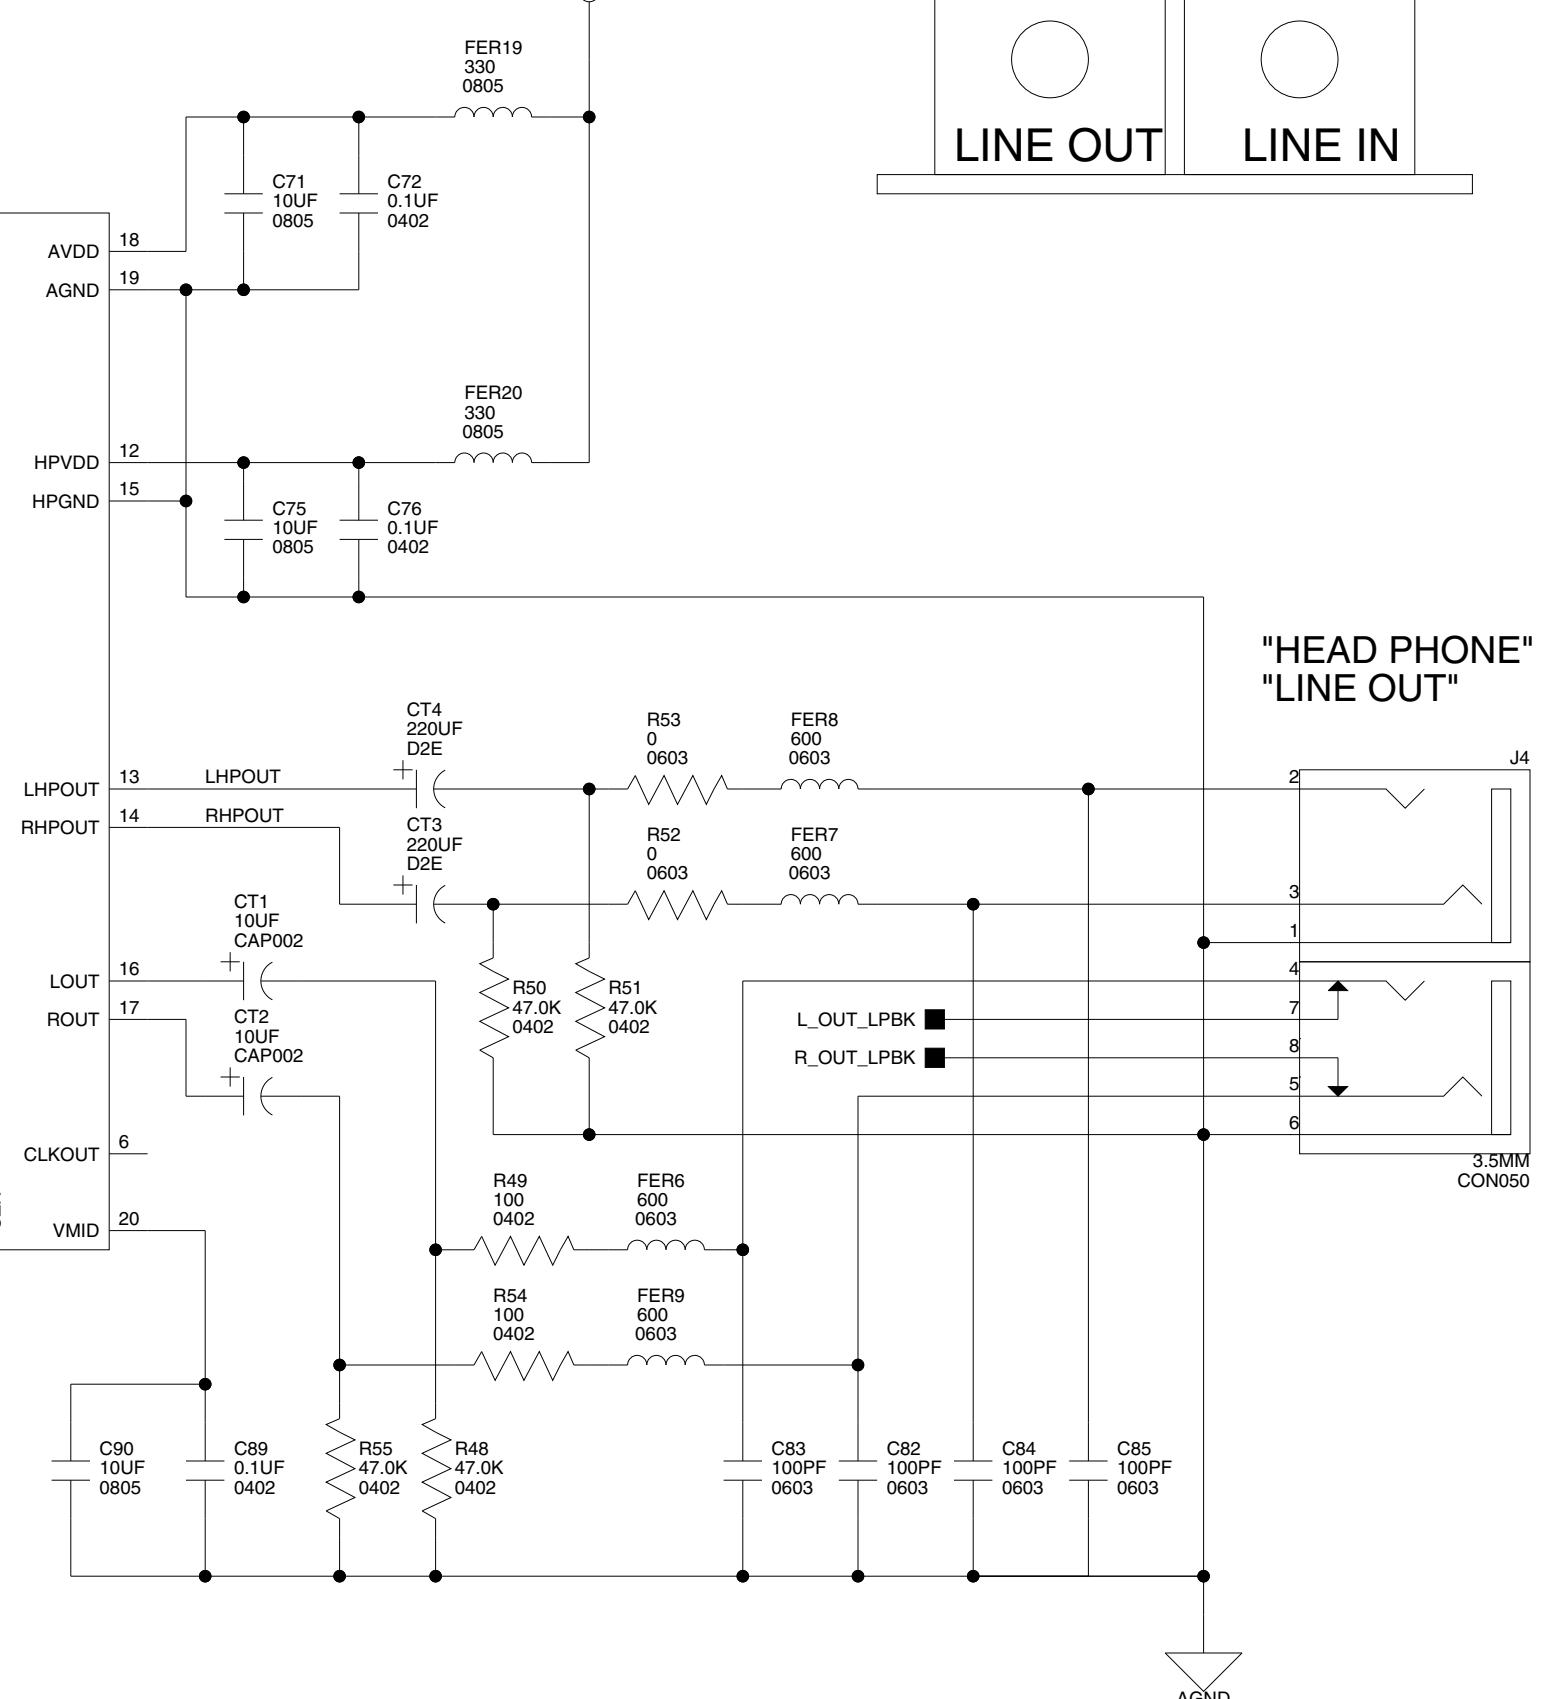 FER19
330
0805
LINE OUT
LINE IN
C71
10UF
0805
C72
0.1UF
0402
AVDD 18
AGND 19
FER20
330
0805
HPVDD 12
HPGND 15
C75
10UF
0805
C76
0.1UF
0402
"HEAD PHONE"
"LINE OUT"
CT4
220UF
D2E
R53
0
0603
FER8
600
0603
J4
LHPOUT 13 LHPOUT
2
RHPOUT 14 RHPOUT
CT3
220UF
D2E
R52
0
0603
FER7
600
0603
3
CT1
10UF
CAP002
1
LOUT 16
4
ROUT 17
CT2
10UF
CAP002
R50
47.0K
0402
R51
47.0K
0402
L_OUT_LPBK
7
R_OUT_LPBK
8
5
6
CLKOUT 6
3.5MM
CON050
R49
100
0402
FER6
600
0603
VMID 20
R54
100
0402
FER9
600
0603
C90
10UF
0805
C89
0.1UF
0402
R55
47.0K
0402
R48
47.0K
0402
C83
100PF
0603
C82
100PF
0603
C84
100PF
0603
C85
100PF
0603
AGND